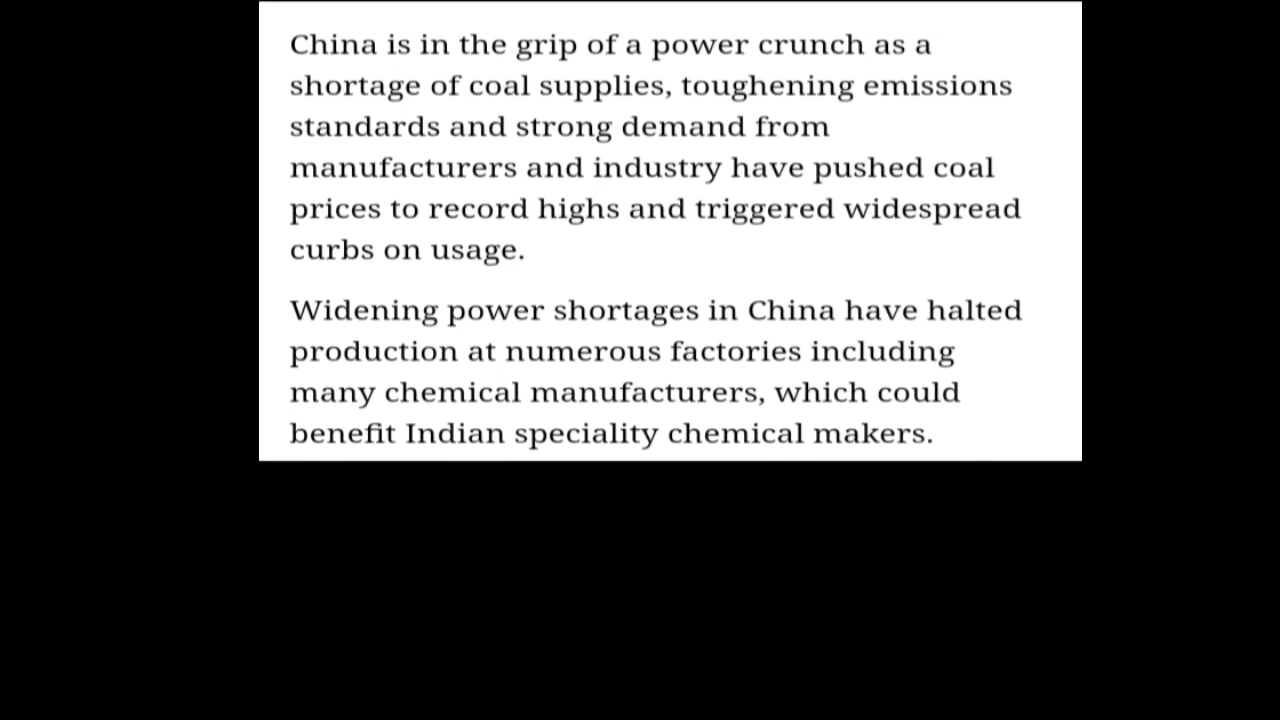 China is in the grip of a power crunch as a
shortage of coal supplies, toughening emissions
standards and strong demand from
manufacturers and industry have pushed coal
prices to record highs and triggered widespread
curbs on usage.
Widening power shortages in China have halted
production at numerous factories including
many chemical manufacturers, which could
benefit Indian speciality chemical makers.